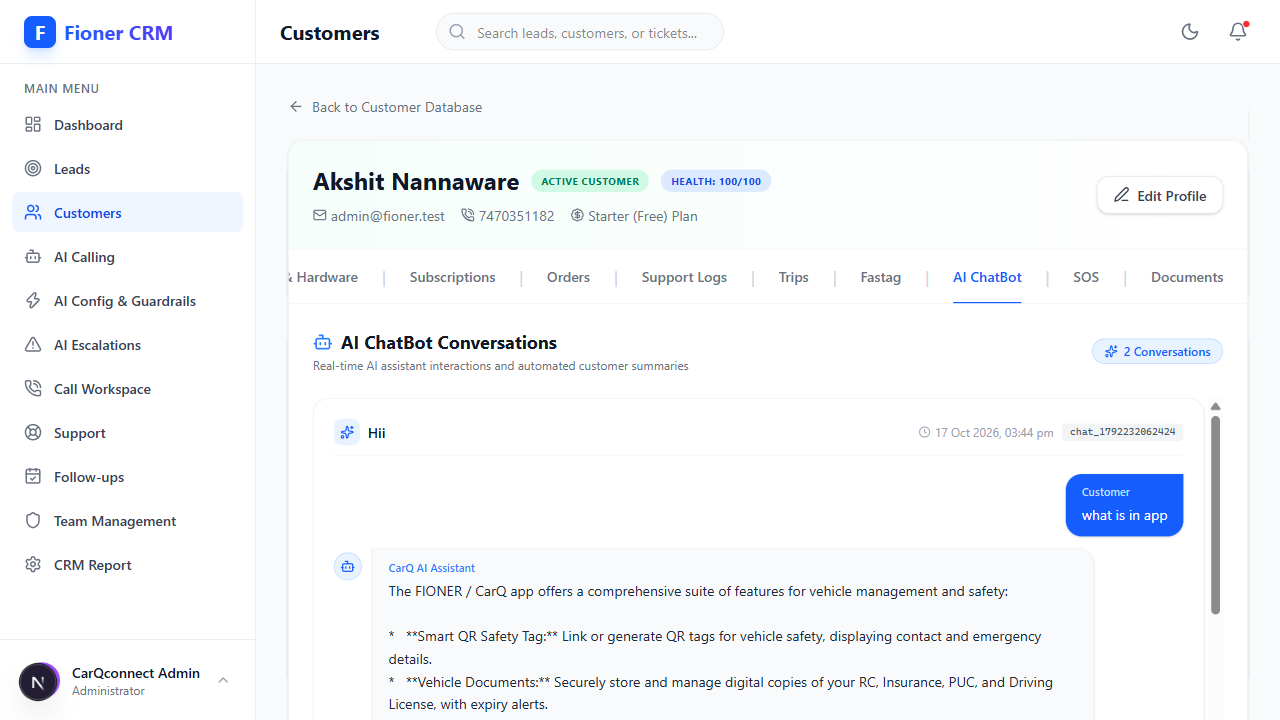 F Fioner CRM
Customers
Search leads, customers, or tickets...
MAIN MENU
Dashboard
Leads
Customers
AI Calling
AI Config & Guardrails
AI Escalations
Call Workspace
Support
Follow-ups
Team Management
CRM Report
N
CarQconnect Admin
Administrator
Back to Customer Database
Akshit Nannaware ACTIVE CUSTOMER HEALTH: 100/100
admin@fioner.test 7470351182 Starter (Free) Plan
Edit Profile
& Hardware | Subscriptions | Orders | Support Logs | Trips | Fastag | AI ChatBot | SOS | Documents
AI ChatBot Conversations
Real-time AI assistant interactions and automated customer summaries
2 Conversations
Hii
17 Oct 2026, 03:44 pm chat_1792232062424
Customer
what is in app
CarQ AI Assistant
The FIONER / CarQ app offers a comprehensive suite of features for vehicle management and safety:
* **Smart QR Safety Tag:** Link or generate QR tags for vehicle safety, displaying contact and emergency
details.
* **Vehicle Documents:** Securely store and manage digital copies of your RC, Insurance, PUC, and Driving
License, with expiry alerts.